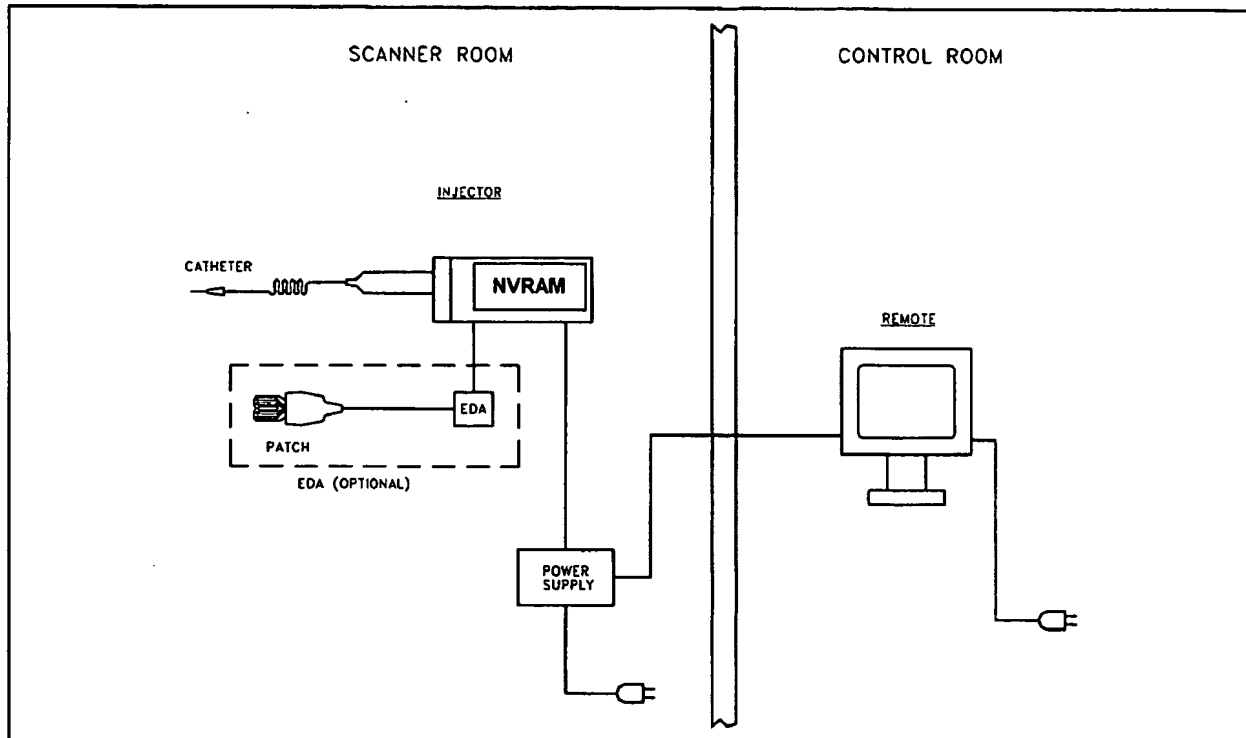 SCANNER ROOM
CONTROL ROOM
INJECTOR
CATHETER
NVRAM
REMOTE
EDA
PATCH
EDA (OPTIONAL)
POWER
SUPPLY